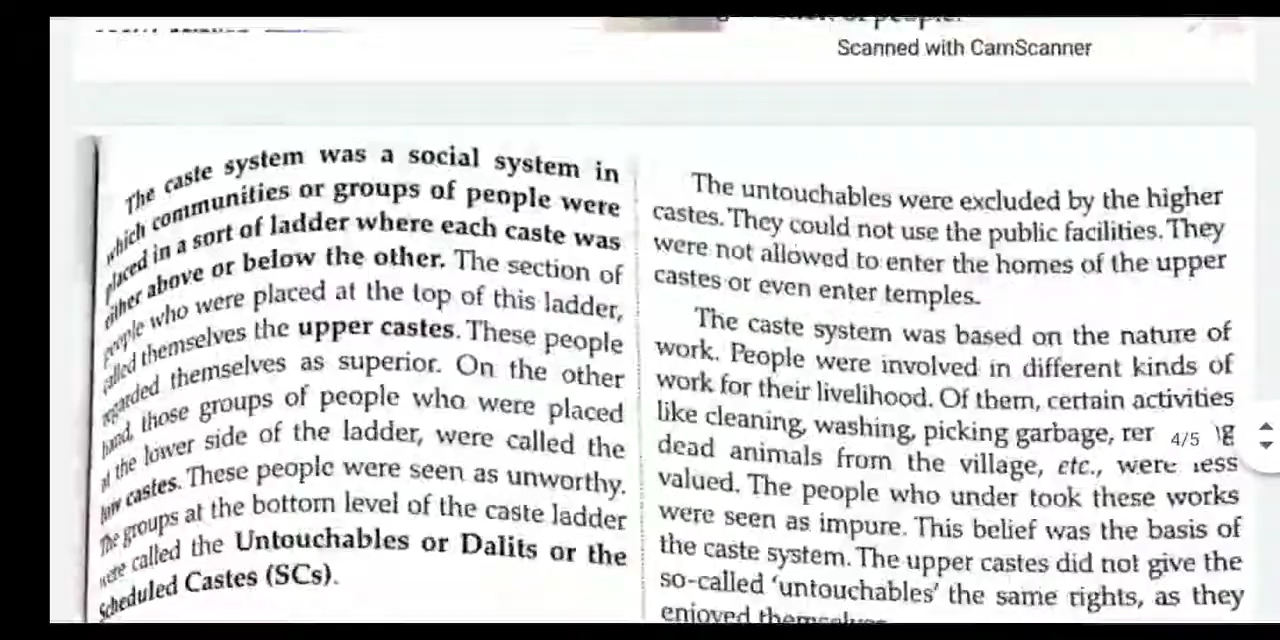 of people.
Scanned with CamScanner
The caste system was a social system in
which communities or groups of people were
placed in a sort of ladder where each caste was
either above or below the other. The section of
people who were placed at the top of this ladder,
called themselves the upper castes. These people
regarded themselves as superior. On the other
hand, those groups of people who were placed
at the lower side of the ladder, were called the
low castes. These people were seen as unworthy.
The groups at the bottom level of the caste ladder
were called the Untouchables or Dalits or the
Scheduled Castes (SCs).
The untouchables were excluded by the higher
castes. They could not use the public facilities. They
were not allowed to enter the homes of the upper
castes or even enter temples.
The caste system was based on the nature of
work. People were involved in different kinds of
work for their livelihood. Of them, certain activities
like cleaning, washing, picking garbage,
4/5
dead animals from the village, etc., were less
valued. The people who under took these works
were seen as impure. This belief was the basis of
the caste system. The upper castes did not give the
so-called 'untouchables' the same rights, as they
enjoyed themselves